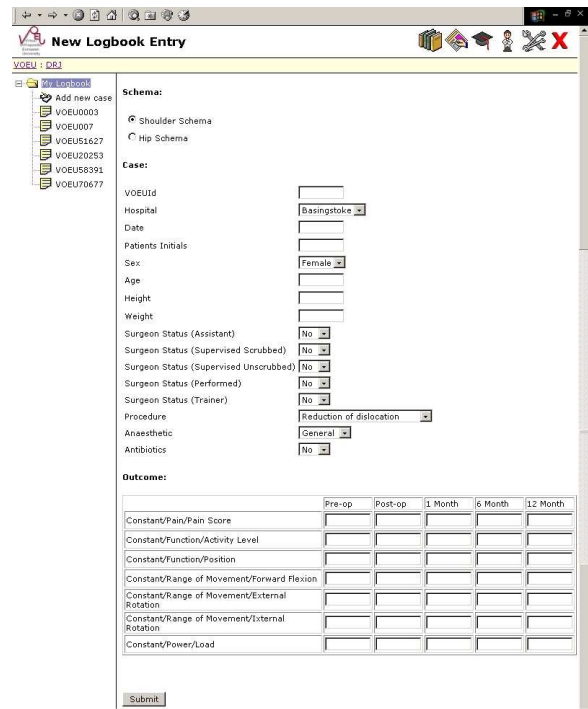 New Logbook Entry
VOEU : DRJ
My Logbook
Add new case
VOEU0003
VOEU007
VOEU51627
VOEU20253
VOEU58391
VOEU70677
Schema:
Shoulder Schema
Hip Schema
Case:
VOEUId
Hospital Basingstoke
Date
Patients Initials
Sex Female
Age
Height
Weight
Surgeon Status (Assistant) No
Surgeon Status (Supervised Scrubbed) No
Surgeon Status (Supervised Unscrubbed) No
Surgeon Status (Performed) No
Surgeon Status (Trainer) No
Procedure Reduction of dislocation
Anaesthetic General
Antibiotics No
Outcome:
Pre-op Post-op 1 Month 6 Month 12 Month
Constant/Pain/Pain Score
Constant/Function/Activity Level
Constant/Function/Position
Constant/Range of Movement/Forward Flexion
Constant/Range of Movement/External
Rotation
Constant/Range of Movement/Ixternal
Rotation
Constant/Power/Load
Submit